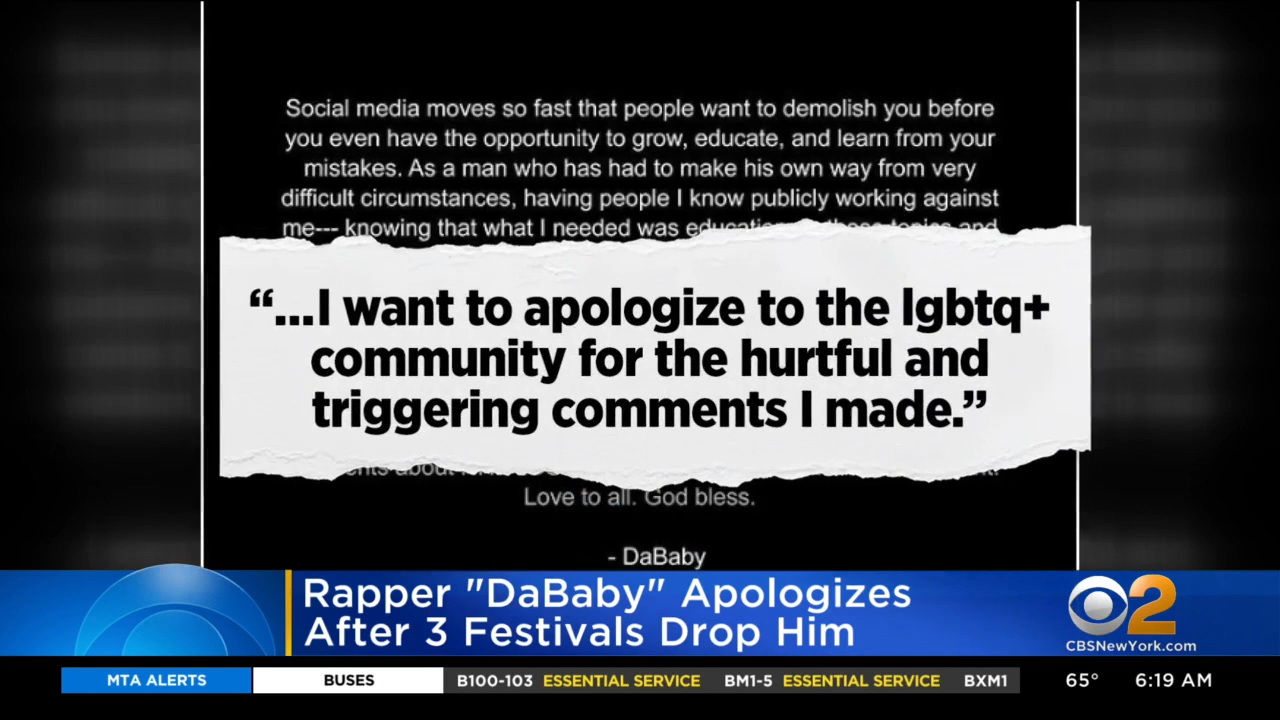 Social media moves so fast that people want to demolish you before
you even have the opportunity to grow, educate, and learn from your
mistakes. As a man who has had to make his own way from very
difficult circumstances, having people I know publicly working against
me--- knowing that what I needed was
“...I want to apologize to the lgbtq+
community for the hurtful and
triggering comments I made.”
about
Love to all. God bless.
- DaBaby
Rapper "DaBaby" Apologizes
After 3 Festivals Drop Him
2
CBSNewYork.com
MTA ALERTS BUSES B100-103 ESSENTIAL SERVICE BM1-5 ESSENTIAL SERVICE BXM1 65° 6:19 AM